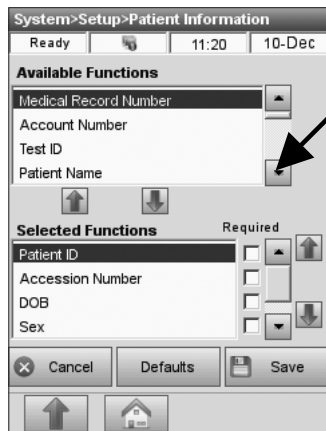 System>Setup>Patient Information
Ready 11:20 10-Dec
Available Functions
Medical Record Number
Account Number
Test ID
Patient Name
Selected Functions Required
Patient ID
Accession Number
DOB
Sex
Cancel Defaults Save